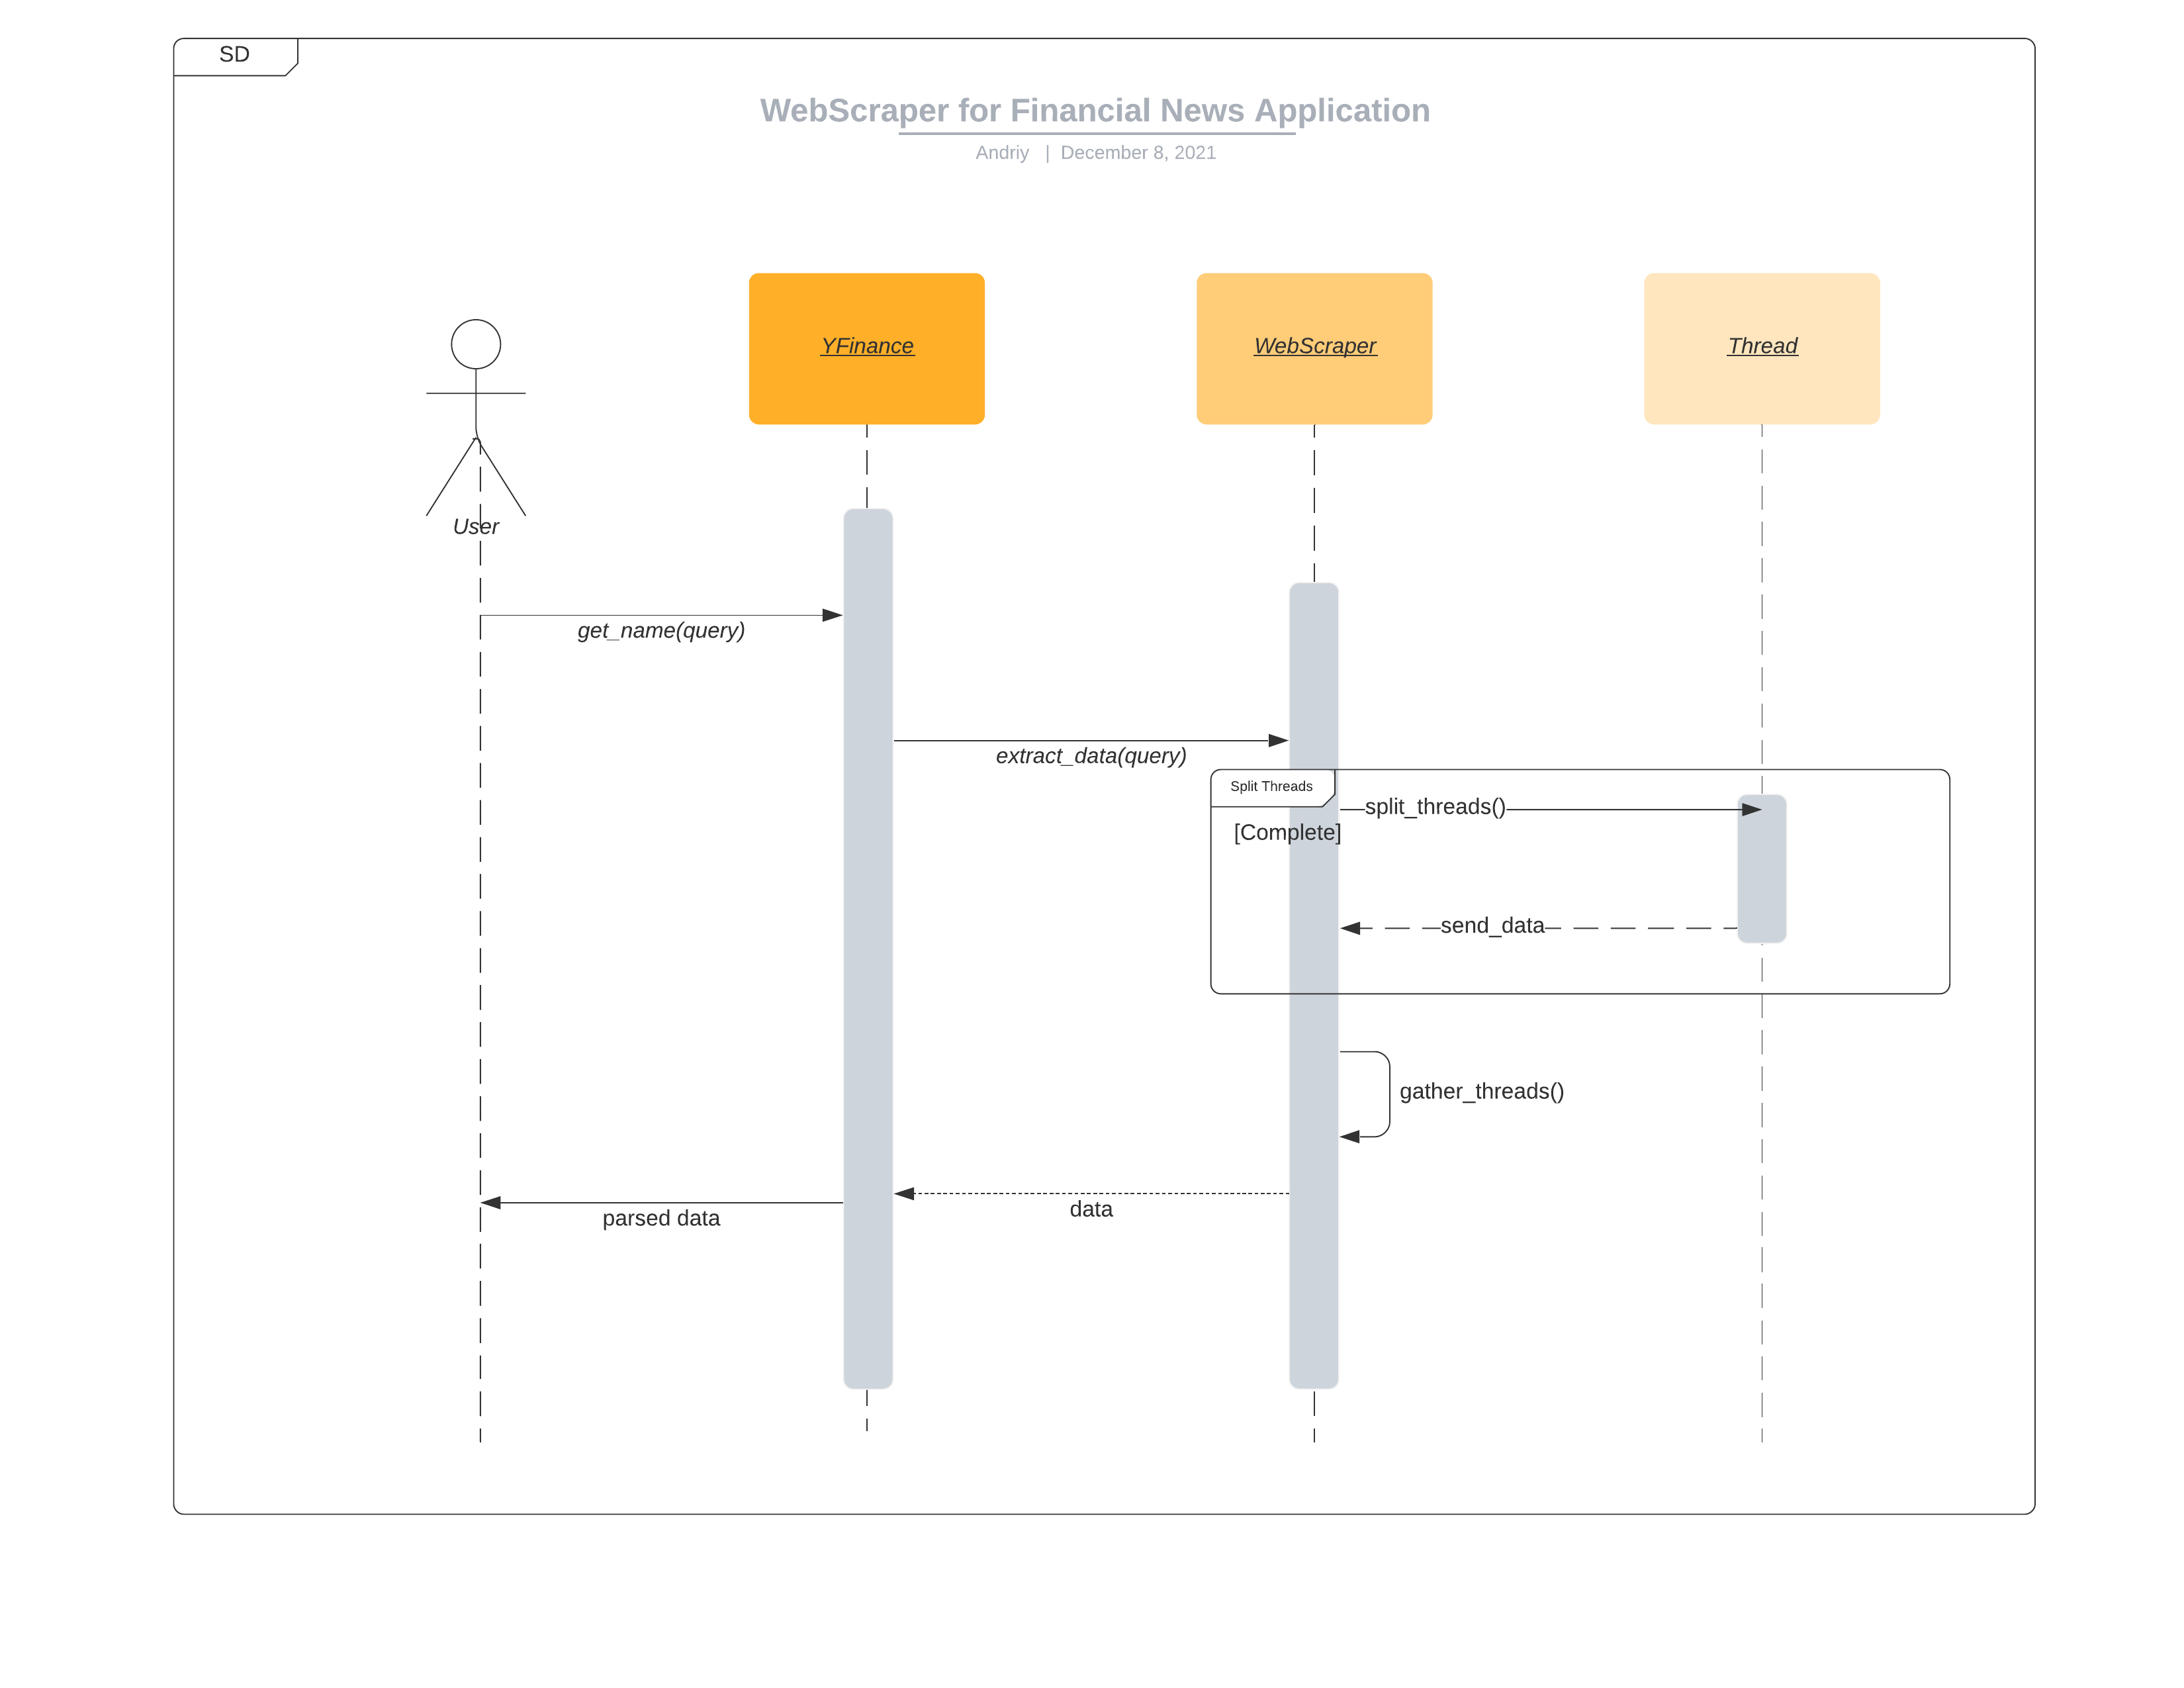 SD
WebScraper for Financial News Application
Andriy | December 8, 2021
YFinance
WebScraper
Thread
User
get_name(query)
extract_data(query)
Split Threads
split_threads()
[Complete]
send_data
gather_threads()
data
parsed data